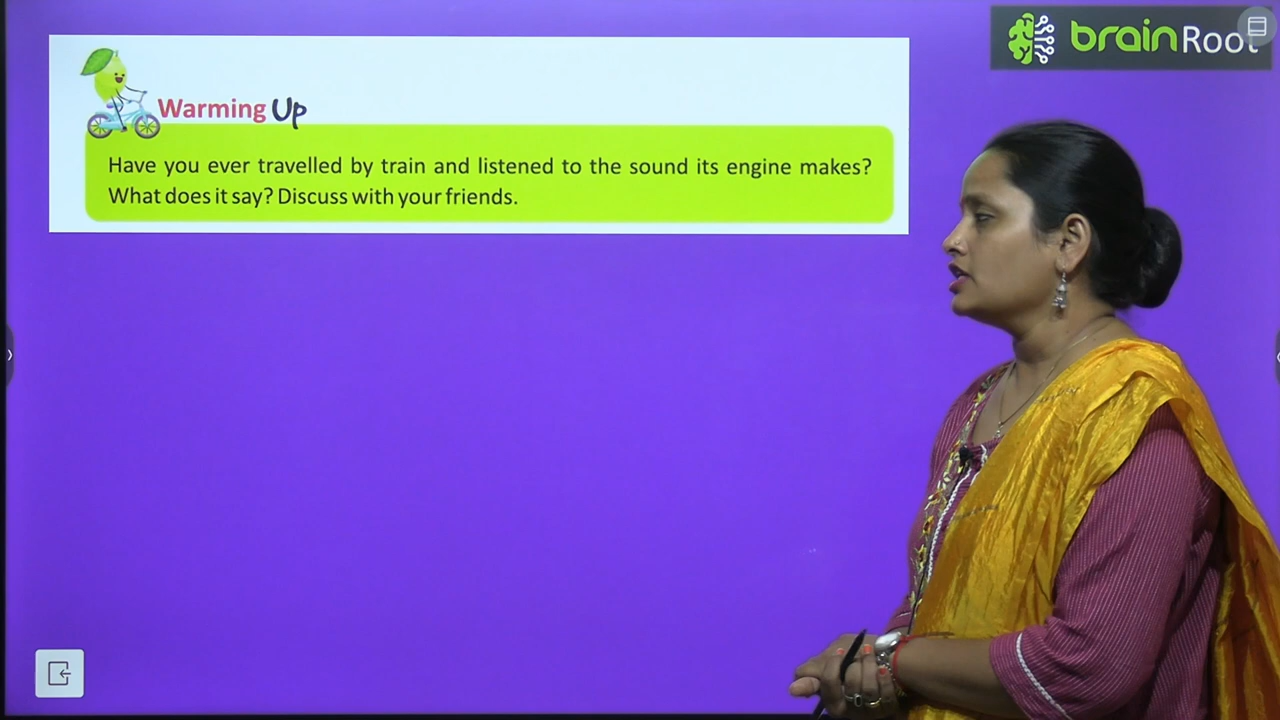 brainRoot
Warming Up
Have you ever travelled by train and listened to the sound its engine makes?
What does it say? Discuss with your friends.